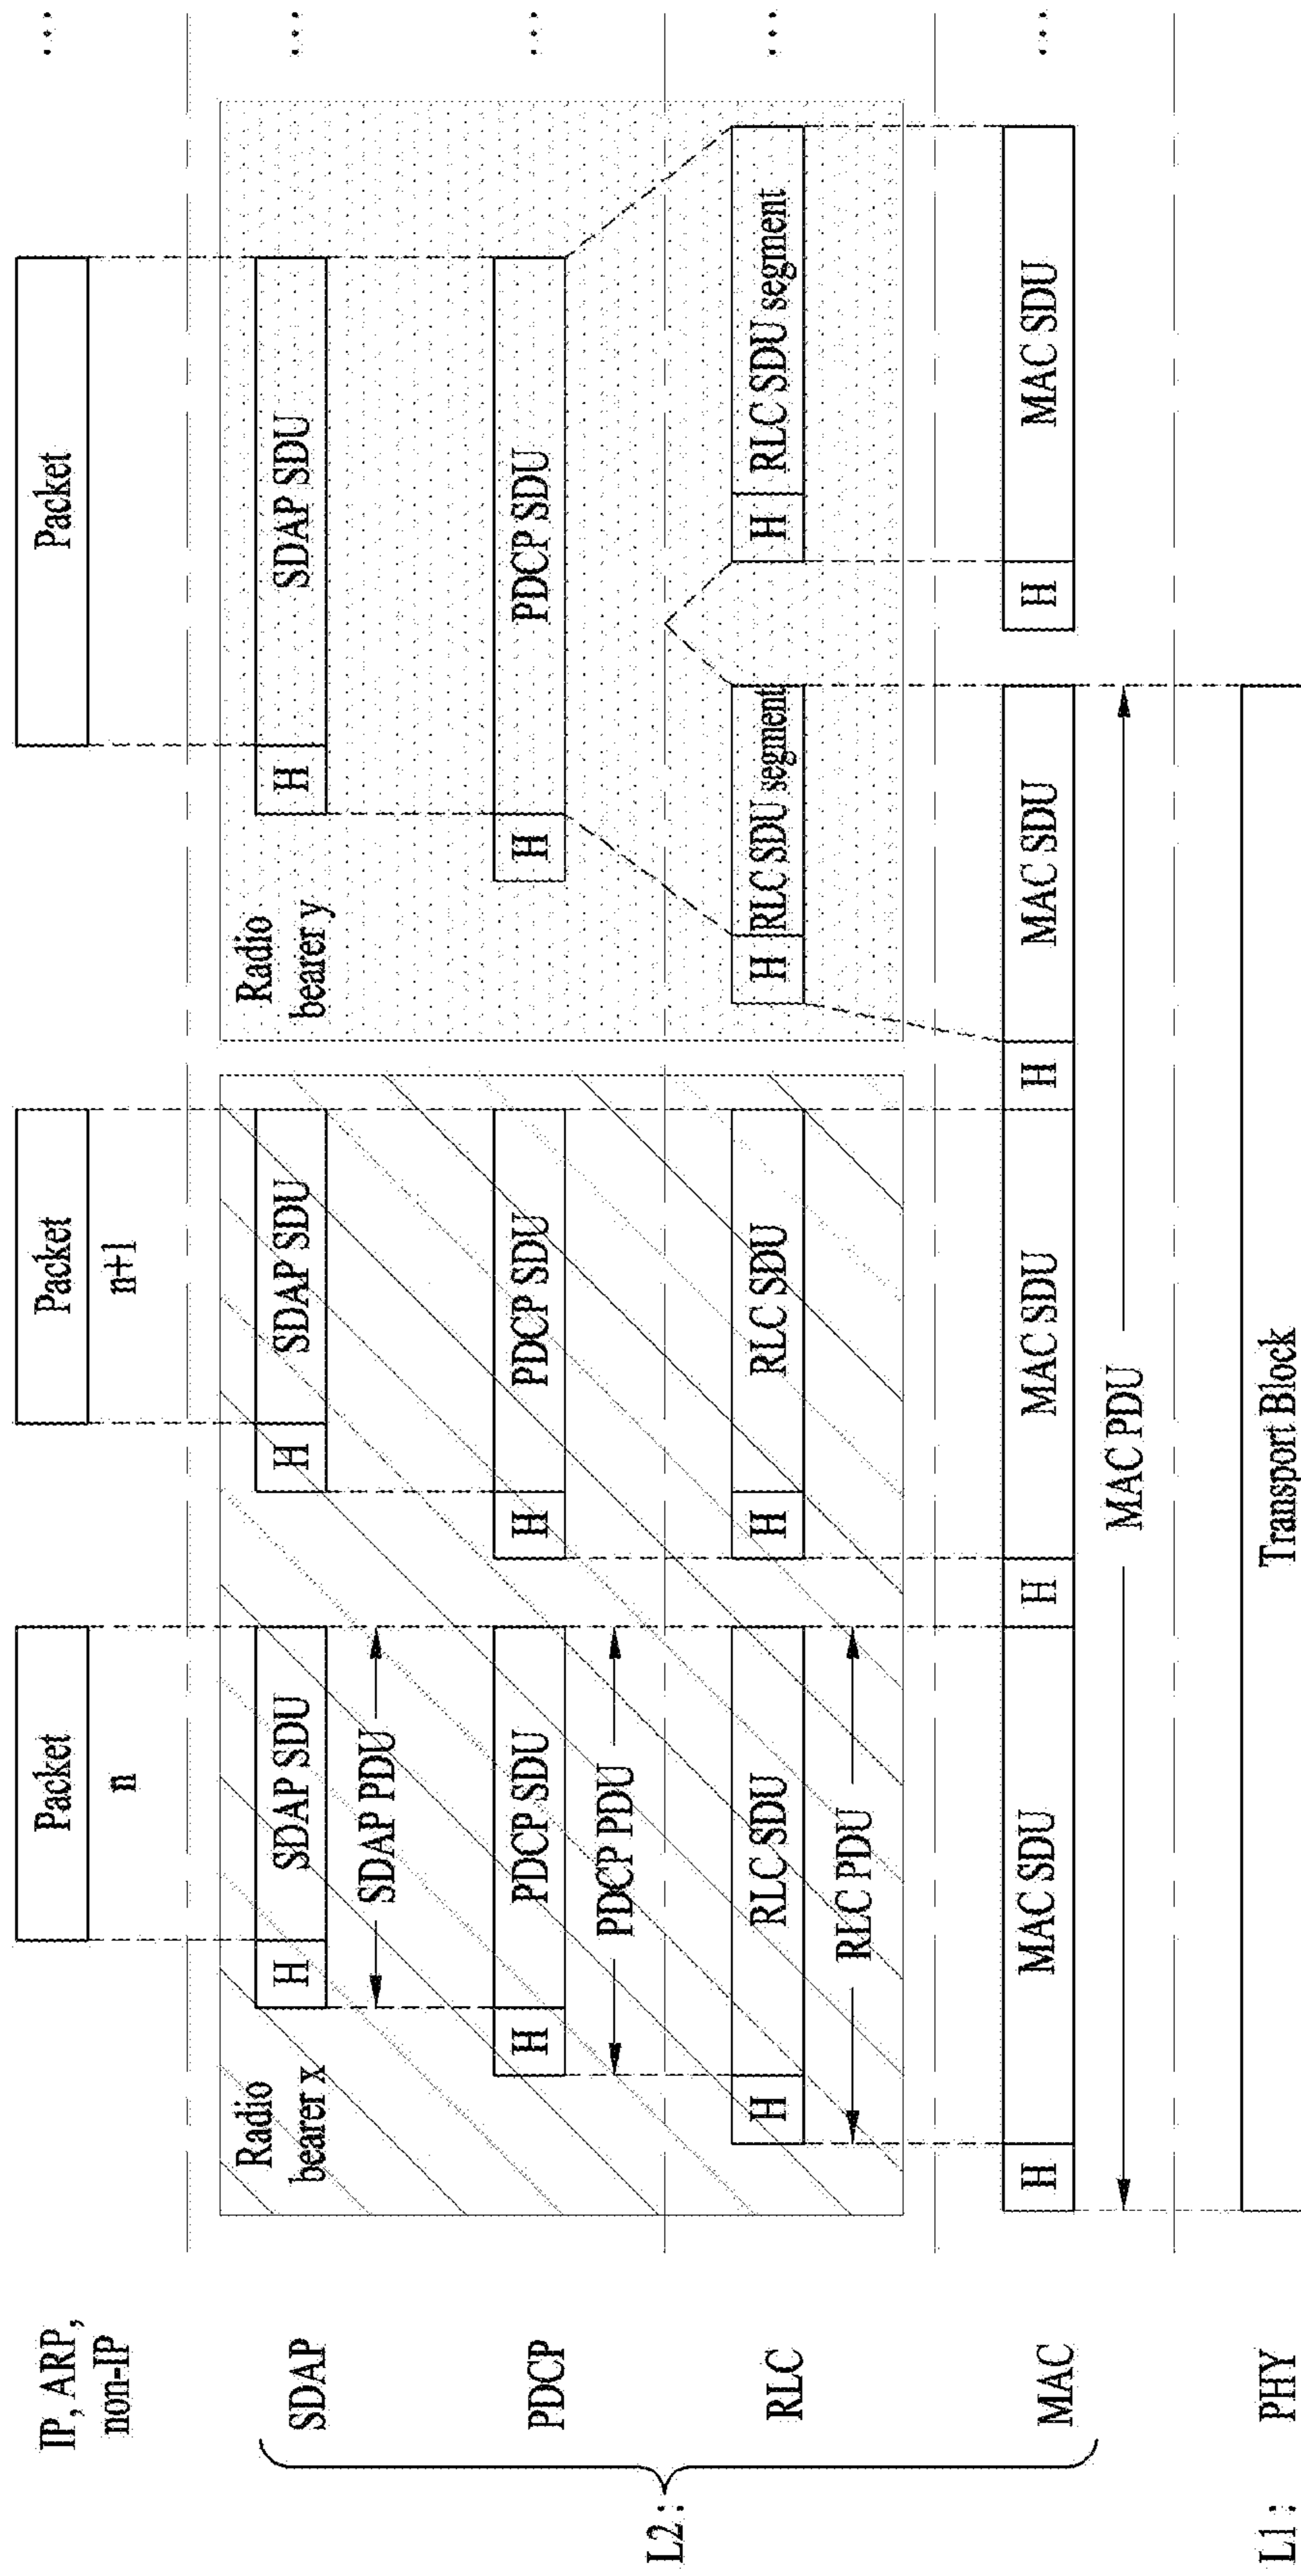 IP, ARP,
non-IP
Packet
n
Packet
n+1
Packet
...
L2 :
SDAP
Radio
bearer x
H
SDAP SDU
SDAP PDU
H
SDAP SDU
Radio
bearer y
H
SDAP SDU
...
PDCP
H
PDCP SDU
PDCP PDU
H
PDCP SDU
H
PDCP SDU
...
RLC
H
RLC SDU
RLC PDU
H
RLC SDU
H
RLC SDU segment
H
RLC SDU segment
...
MAC
H
MAC SDU
H
MAC SDU
H
MAC SDU
H
MAC SDU
...
MAC PDU
L1 :
PHY
Transport Block